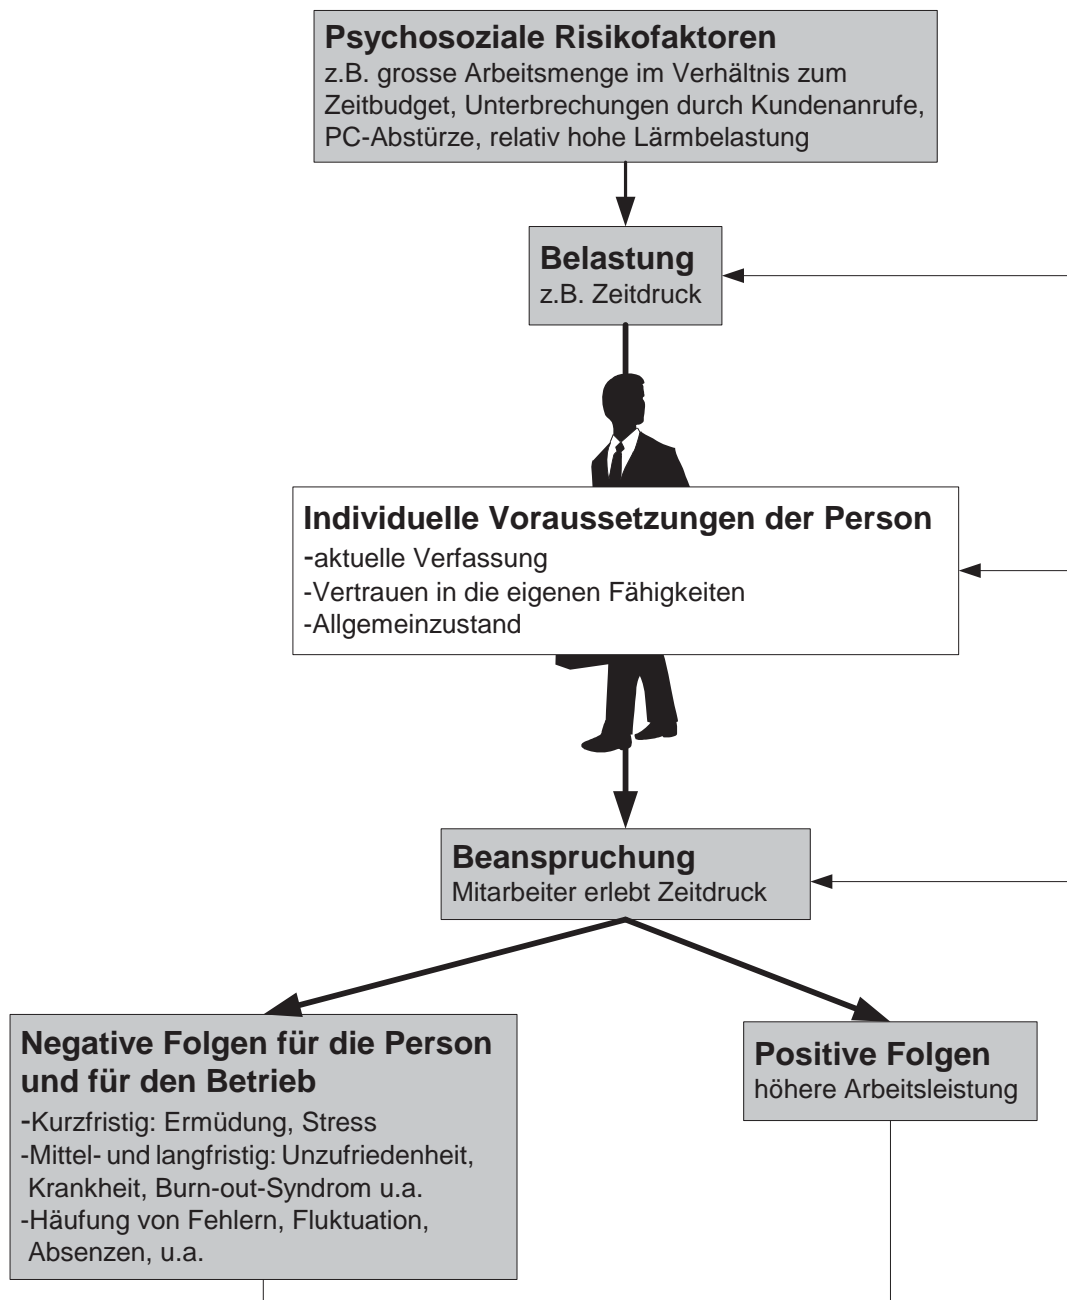 Psychosoziale Risikofaktoren
z.B. grosse Arbeitsmenge im Verhältnis zum
Zeitbudget, Unterbrechungen durch Kundenanrufe,
PC-Abstürze, relativ hohe Lärmbelastung
Belastung
z.B. Zeitdruck
Individuelle Voraussetzungen der Person
-aktuelle Verfassung
-Vertrauen in die eigenen Fähigkeiten
-Allgemeinzustand
Beanspruchung
Mitarbeiter erlebt Zeitdruck
Negative Folgen für die Person
und für den Betrieb
-Kurzfristig: Ermüdung, Stress
-Mittel- und langfristig: Unzufriedenheit,
Krankheit, Burn-out-Syndrom u.a.
-Häufung von Fehlern, Fluktuation,
Absenzen, u.a.
Positive Folgen
höhere Arbeitsleistung